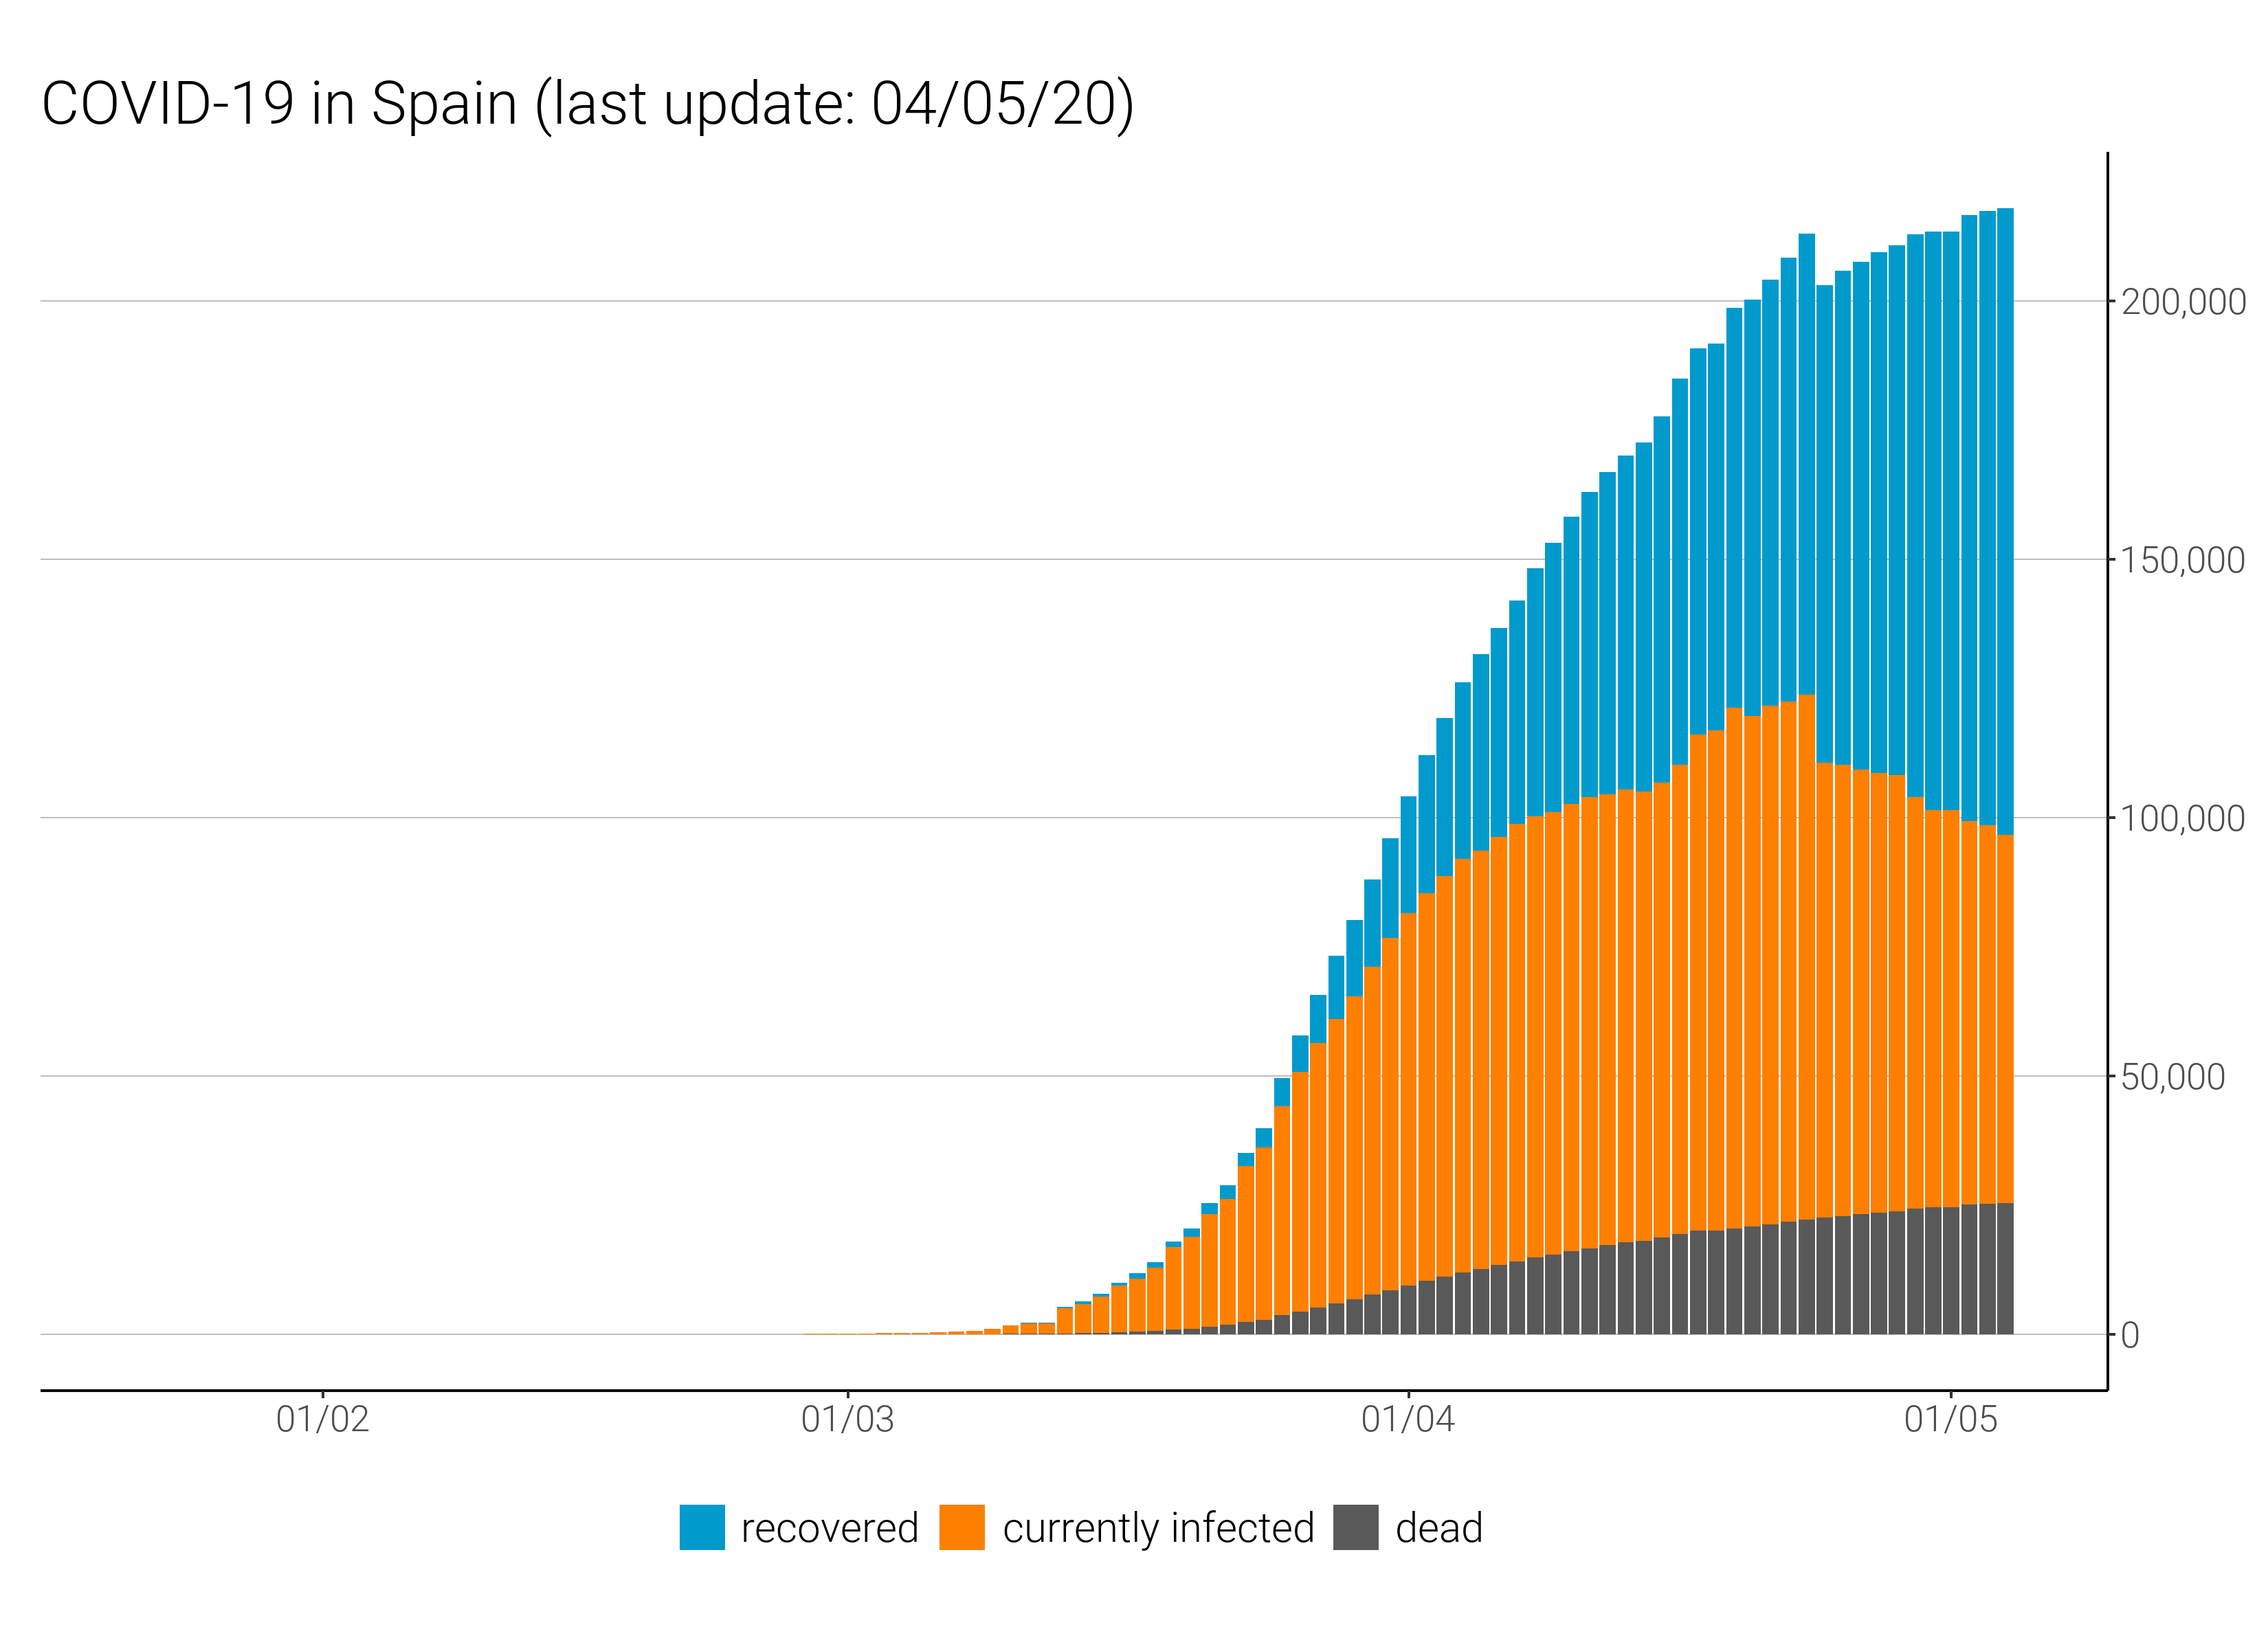 COVID-19 in Spain (last update: 04/05/20)
200,000
150,000
100,000
50,000
0
01/02 01/03 01/04 01/05
recovered currently infected dead